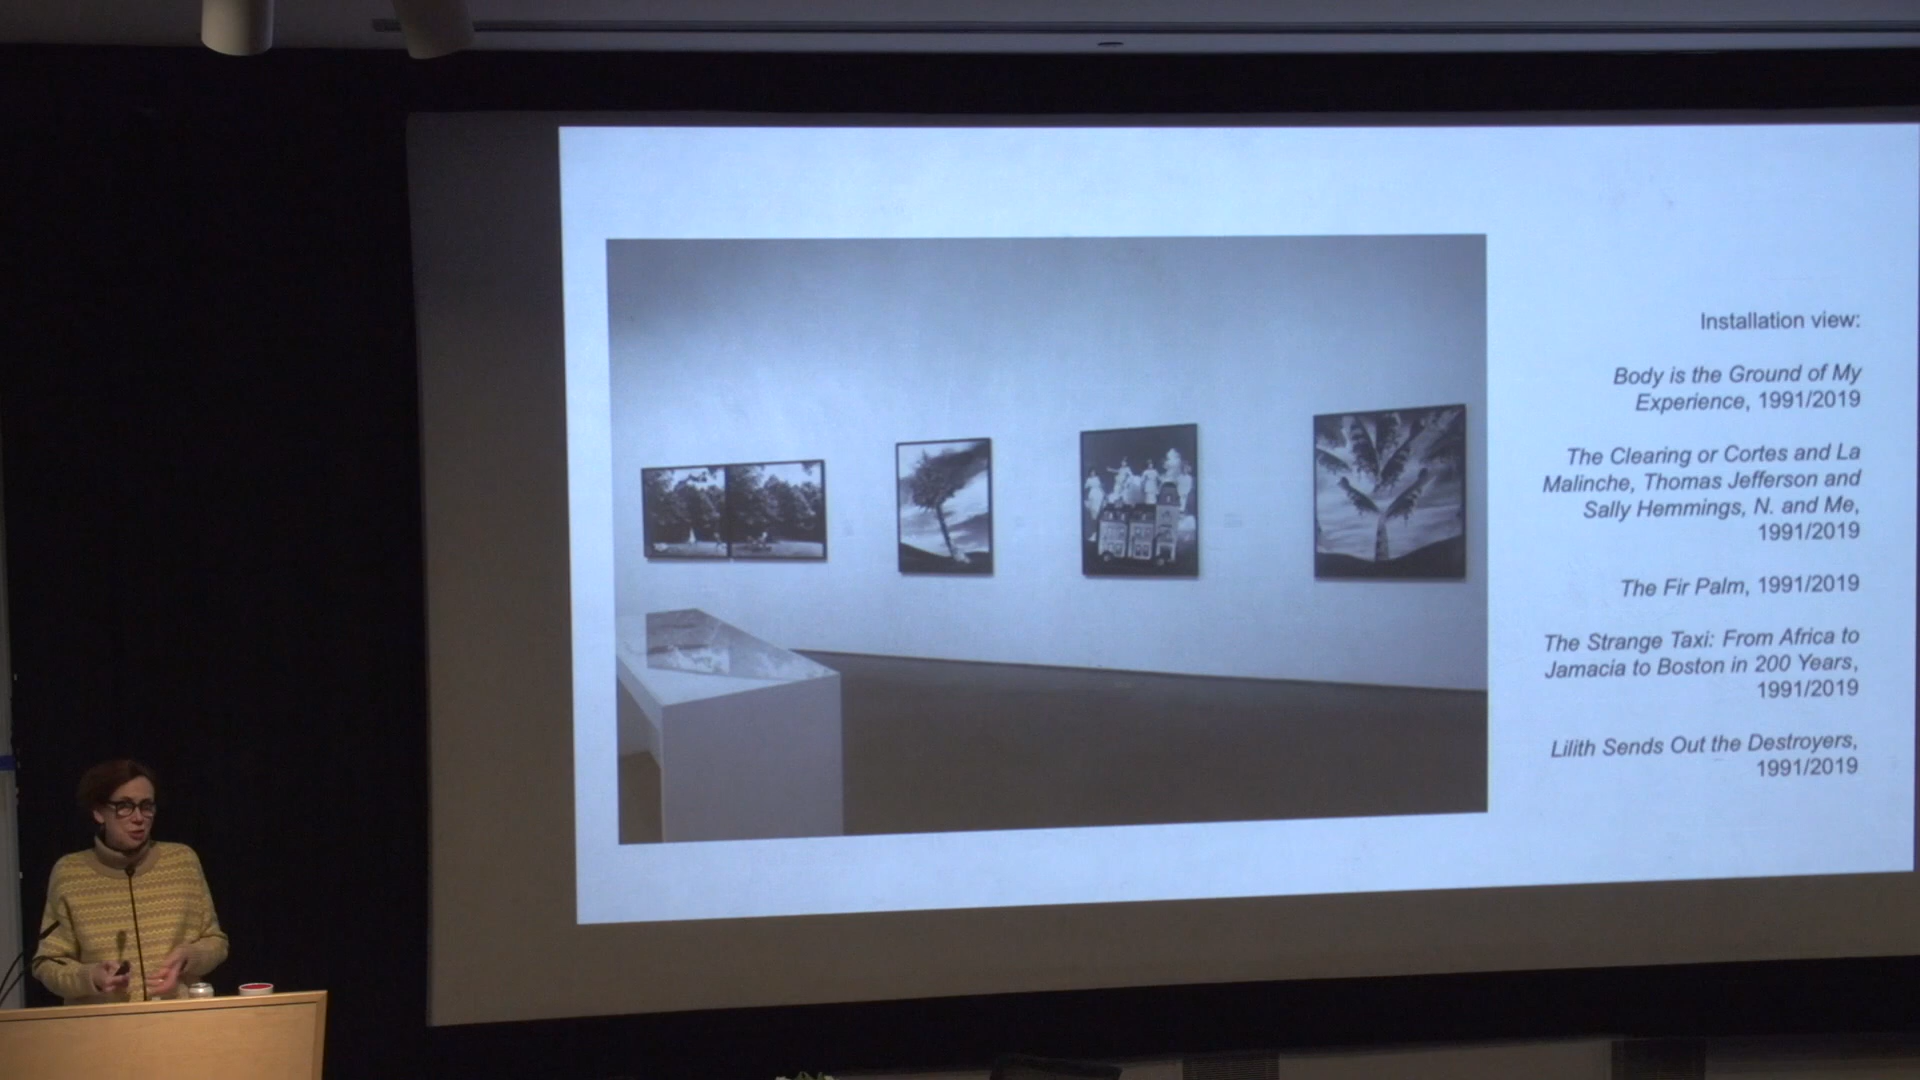 Installation view:
Body is the Ground of My
Experience, 1991/2019
The Clearing or Cortes and La
Malinche, Thomas Jefferson and
Sally Hemmings, N. and Me,
1991/2019
The Fir Palm, 1991/2019
The Strange Taxi: From Africa to
Jamacia to Boston in 200 Years,
1991/2019
Lilith Sends Out the Destroyers,
1991/2019